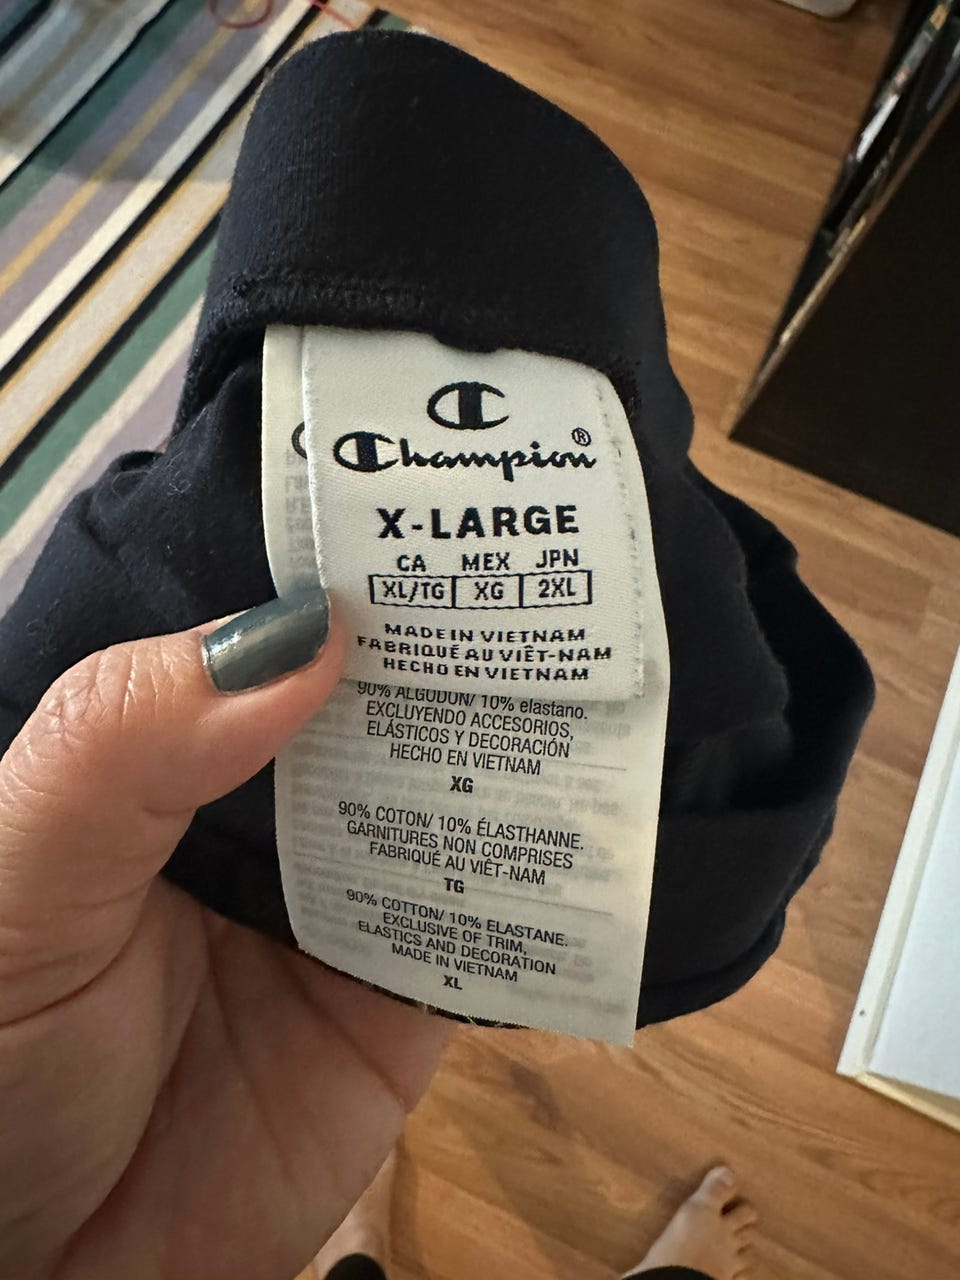 Champion®
X-LARGE
CA MEX JPN
XL/TG XG 2XL
MADE IN VIETNAM
FABRIQUÉ AU VIÊT-NAM
HECHO EN VIETNAM
90% ALGODÓN/ 10% elastano.
EXCLUYENDO ACCESORIOS,
ELÁSTICOS Y DECORACIÓN
HECHO EN VIETNAM
XG
90% COTON/ 10% ÉLASTHANNE.
GARNITURES NON COMPRISES
FABRIQUÉ AU VIÊT-NAM
TG
90% COTTON/ 10% ELASTANE.
EXCLUSIVE OF TRIM,
ELASTICS AND DECORATION
MADE IN VIETNAM
XL